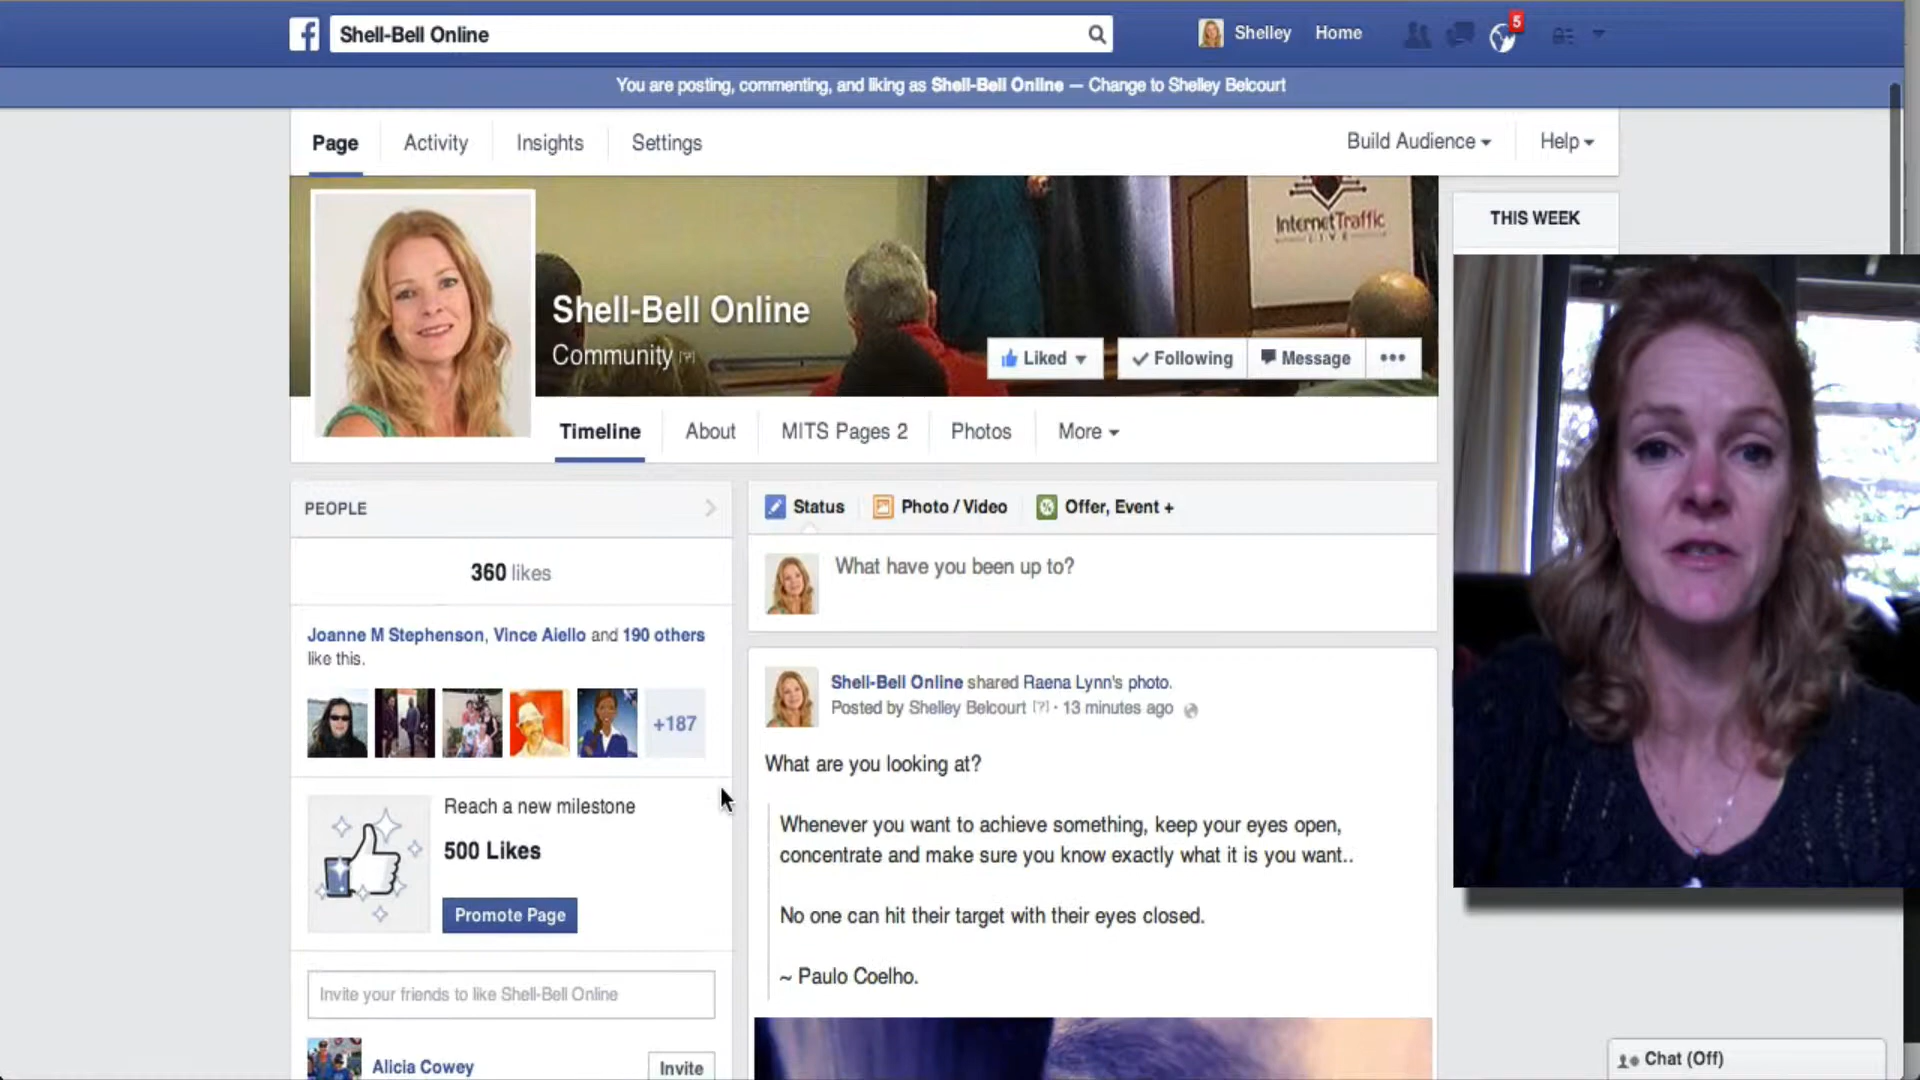 Shell-Bell Online
Shelley
Home
5
You are posting, commenting, and liking as Shell-Bell Online — Change to Shelley Belcourt
Page
Activity
Insights
Settings
Build Audience
Help
THIS WEEK
InternetTraffic
LIVE
Shell-Bell Online
Community [?]
Liked
Following
Message
Timeline
About
MITS Pages 2
Photos
More
PEOPLE
360 likes
Joanne M Stephenson, Vince Aiello and 190 others
like this.
+187
Reach a new milestone
500 Likes
Promote Page
Invite your friends to like Shell-Bell Online
Alicia Cowey
Invite
Status
Photo / Video
Offer, Event +
What have you been up to?
Shell-Bell Online shared Raena Lynn's photo.
Posted by Shelley Belcourt [?] · 13 minutes ago
What are you looking at?
Whenever you want to achieve something, keep your eyes open,
concentrate and make sure you know exactly what it is you want..
No one can hit their target with their eyes closed.
~ Paulo Coelho.
Chat (Off)